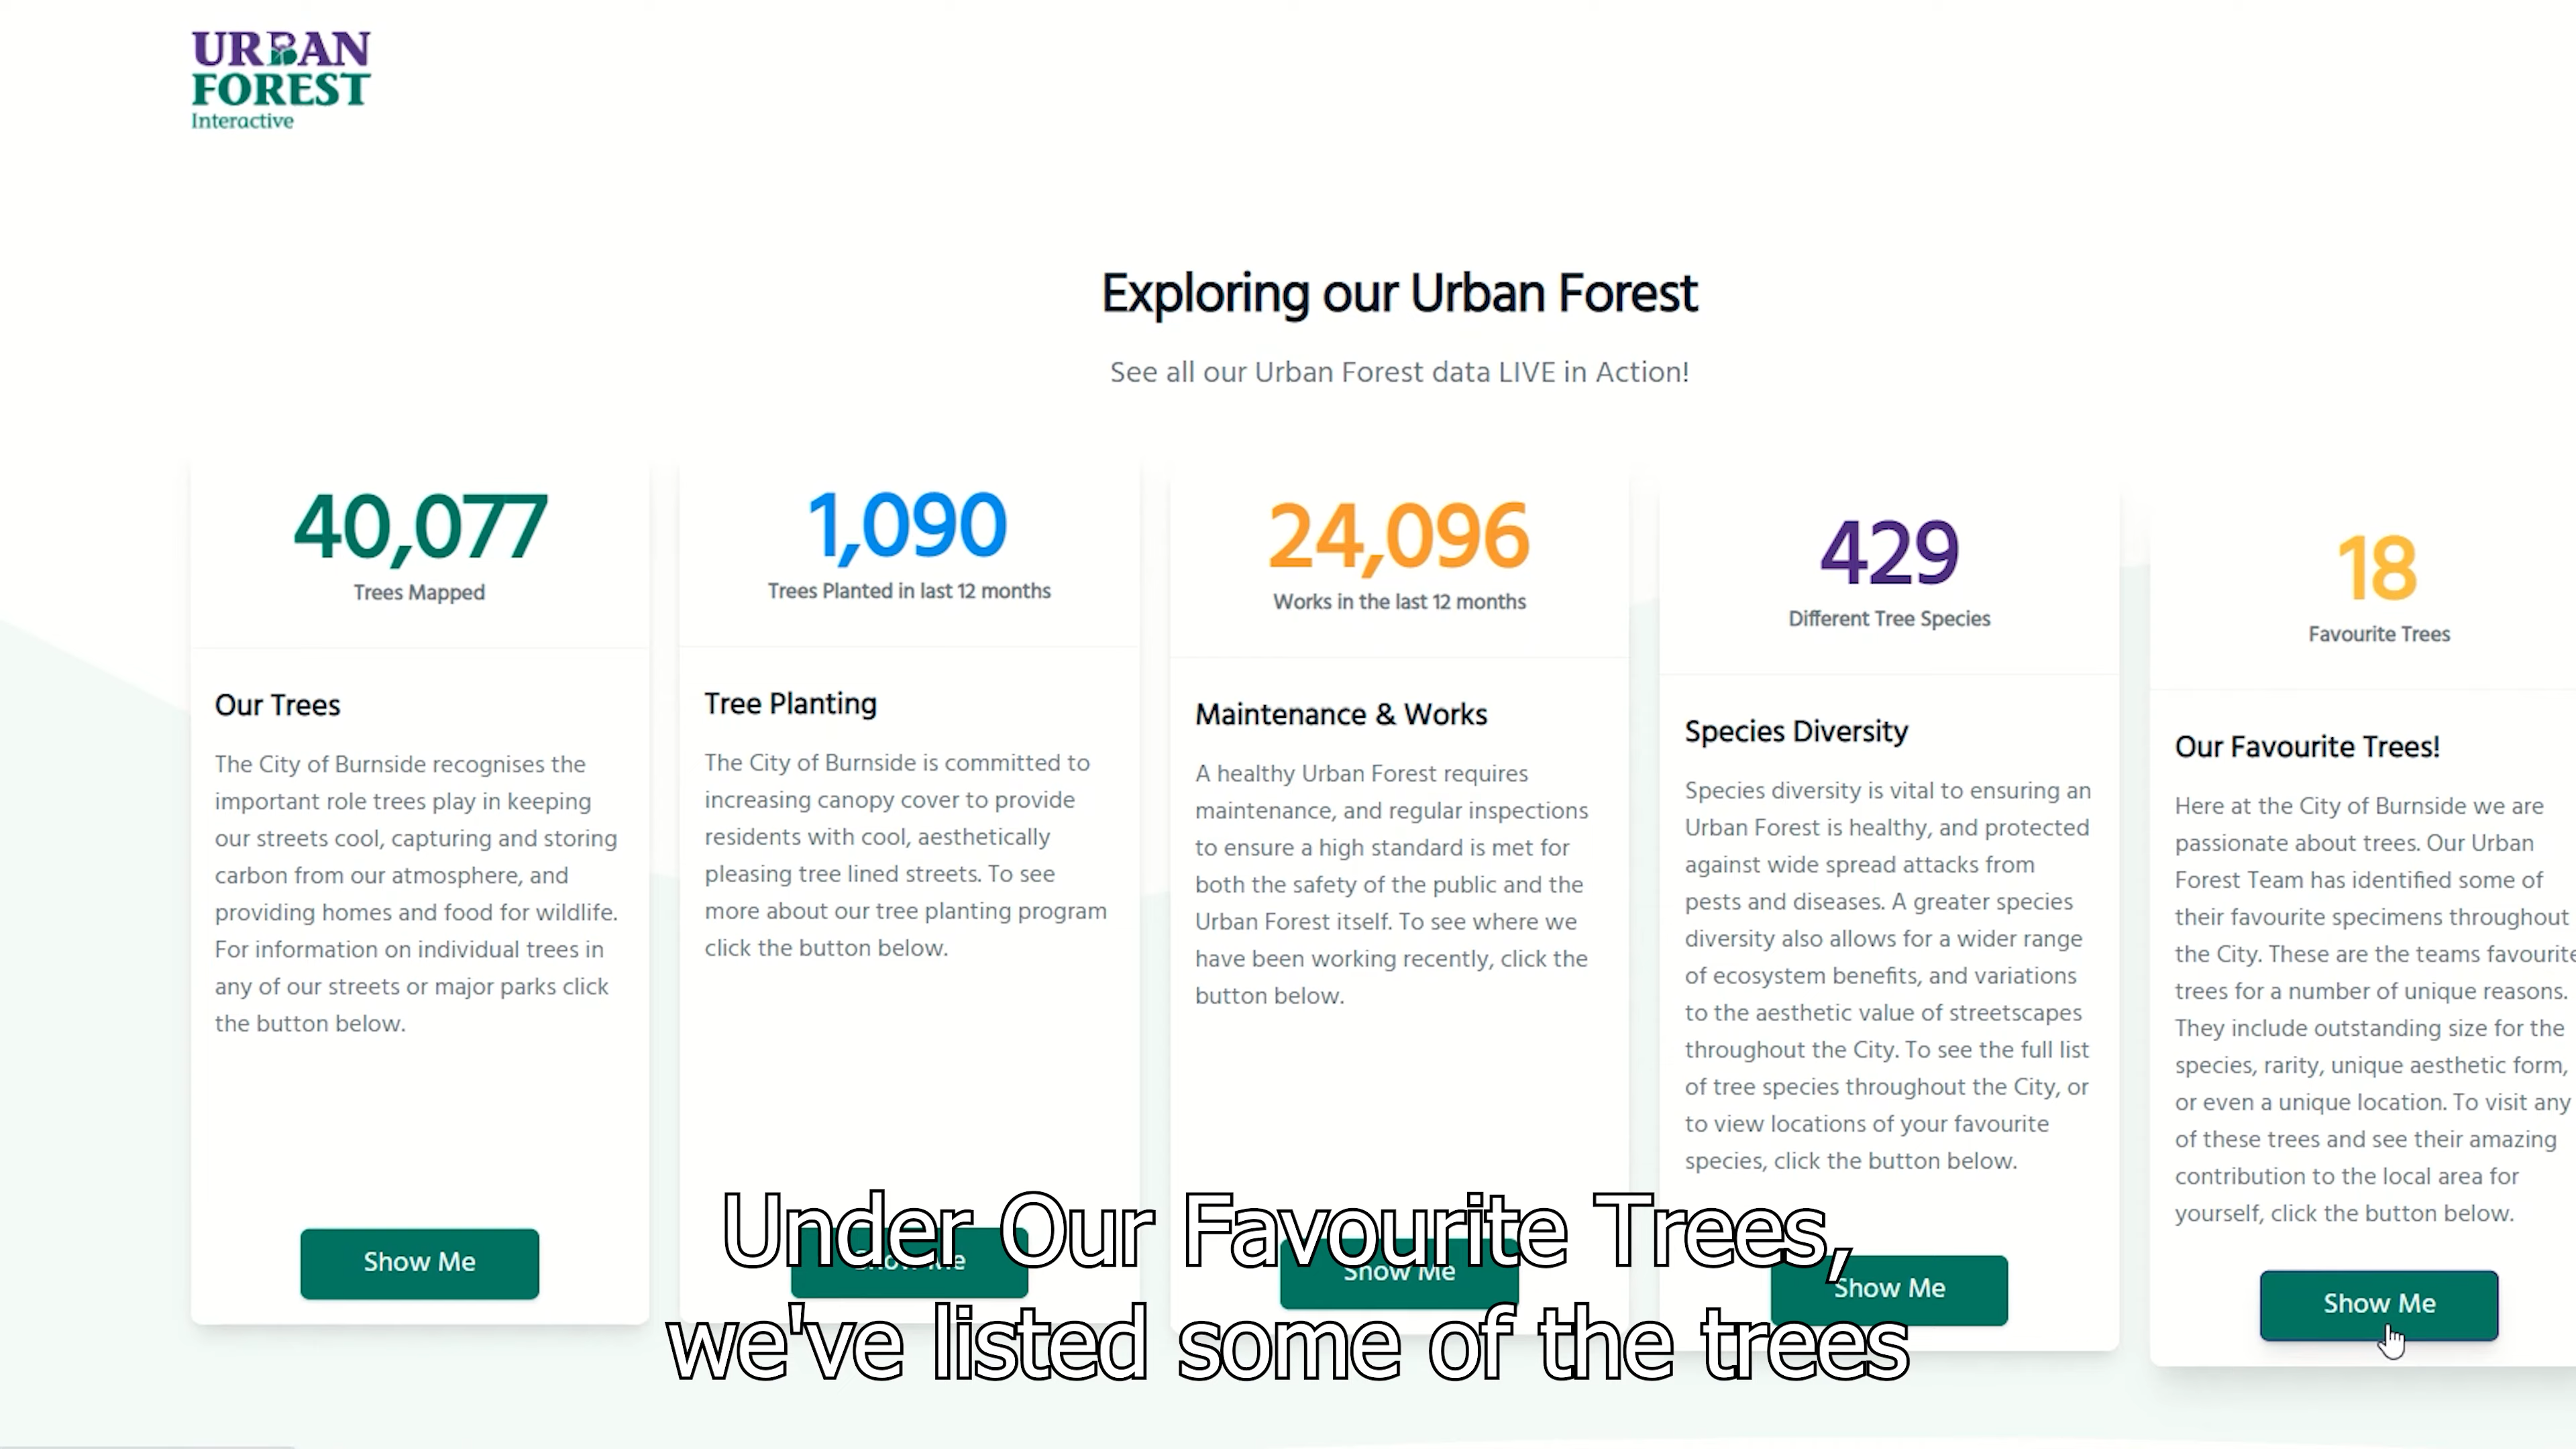 URBAN
FOREST
Interactive
Exploring our Urban Forest
See all our Urban Forest data LIVE in Action!
40,077
Trees Mapped
Our Trees
The City of Burnside recognises the
important role trees play in keeping
our streets cool, capturing and storing
carbon from our atmosphere, and
providing homes and food for wildlife.
For information on individual trees in
any of our streets or major parks click
the button below.
Show Me
1,090
Trees Planted in last 12 months
Tree Planting
The City of Burnside is committed to
increasing canopy cover to provide
residents with cool, aesthetically
pleasing tree lined streets. To see
more about our tree planting program
click the button below.
Show Me
24,096
Works in the last 12 months
Maintenance & Works
A healthy Urban Forest requires
maintenance, and regular inspections
to ensure a high standard is met for
both the safety of the public and the
Urban Forest itself. To see where we
have been working recently, click the
button below.
Show Me
429
Different Tree Species
Species Diversity
Species diversity is vital to ensuring an
Urban Forest is healthy, and protected
against wide spread attacks from
pests and diseases. A greater species
diversity also allows for a wider range
of ecosystem benefits, and variations
to the aesthetic value of streetscapes
throughout the City. To see the full list
of tree species throughout the City, or
to view locations of your favourite
species, click the button below.
Show Me
18
Favourite Trees
Our Favourite Trees!
Here at the City of Burnside we are
passionate about trees. Our Urban
Forest Team has identified some of
their favourite specimens throughout
the City. These are the teams favourite
trees for a number of unique reasons.
They include outstanding size for the
species, rarity, unique aesthetic form,
or even a unique location. To visit any
of these trees and see their amazing
contribution to the local area for
yourself, click the button below.
Show Me
Under Our Favourite Trees,
we've listed some of the trees